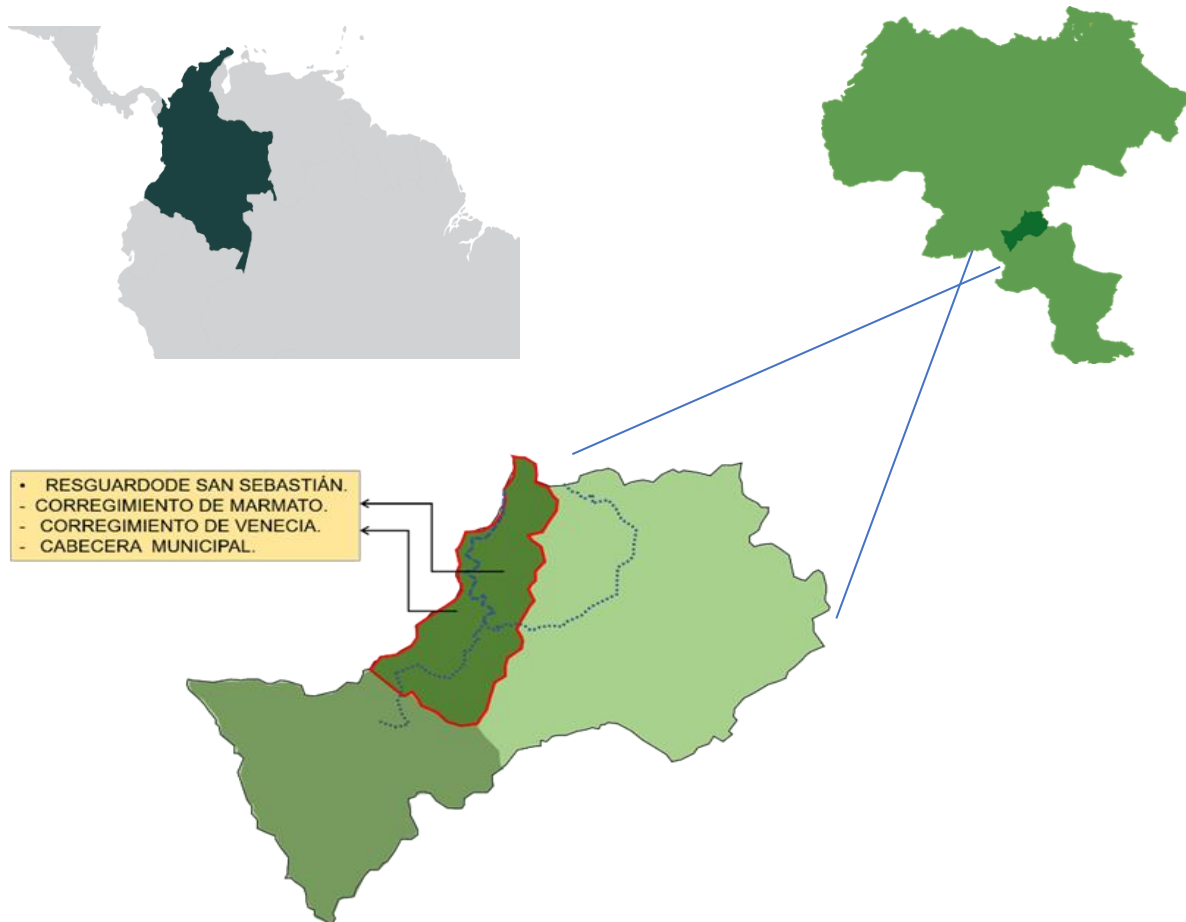 • RESGUARDODE SAN SEBASTIÁN.
- CORREGIMIENTO DE MARMATO.
- CORREGIMIENTO DE VENECIA.
- CABECERA MUNICIPAL.